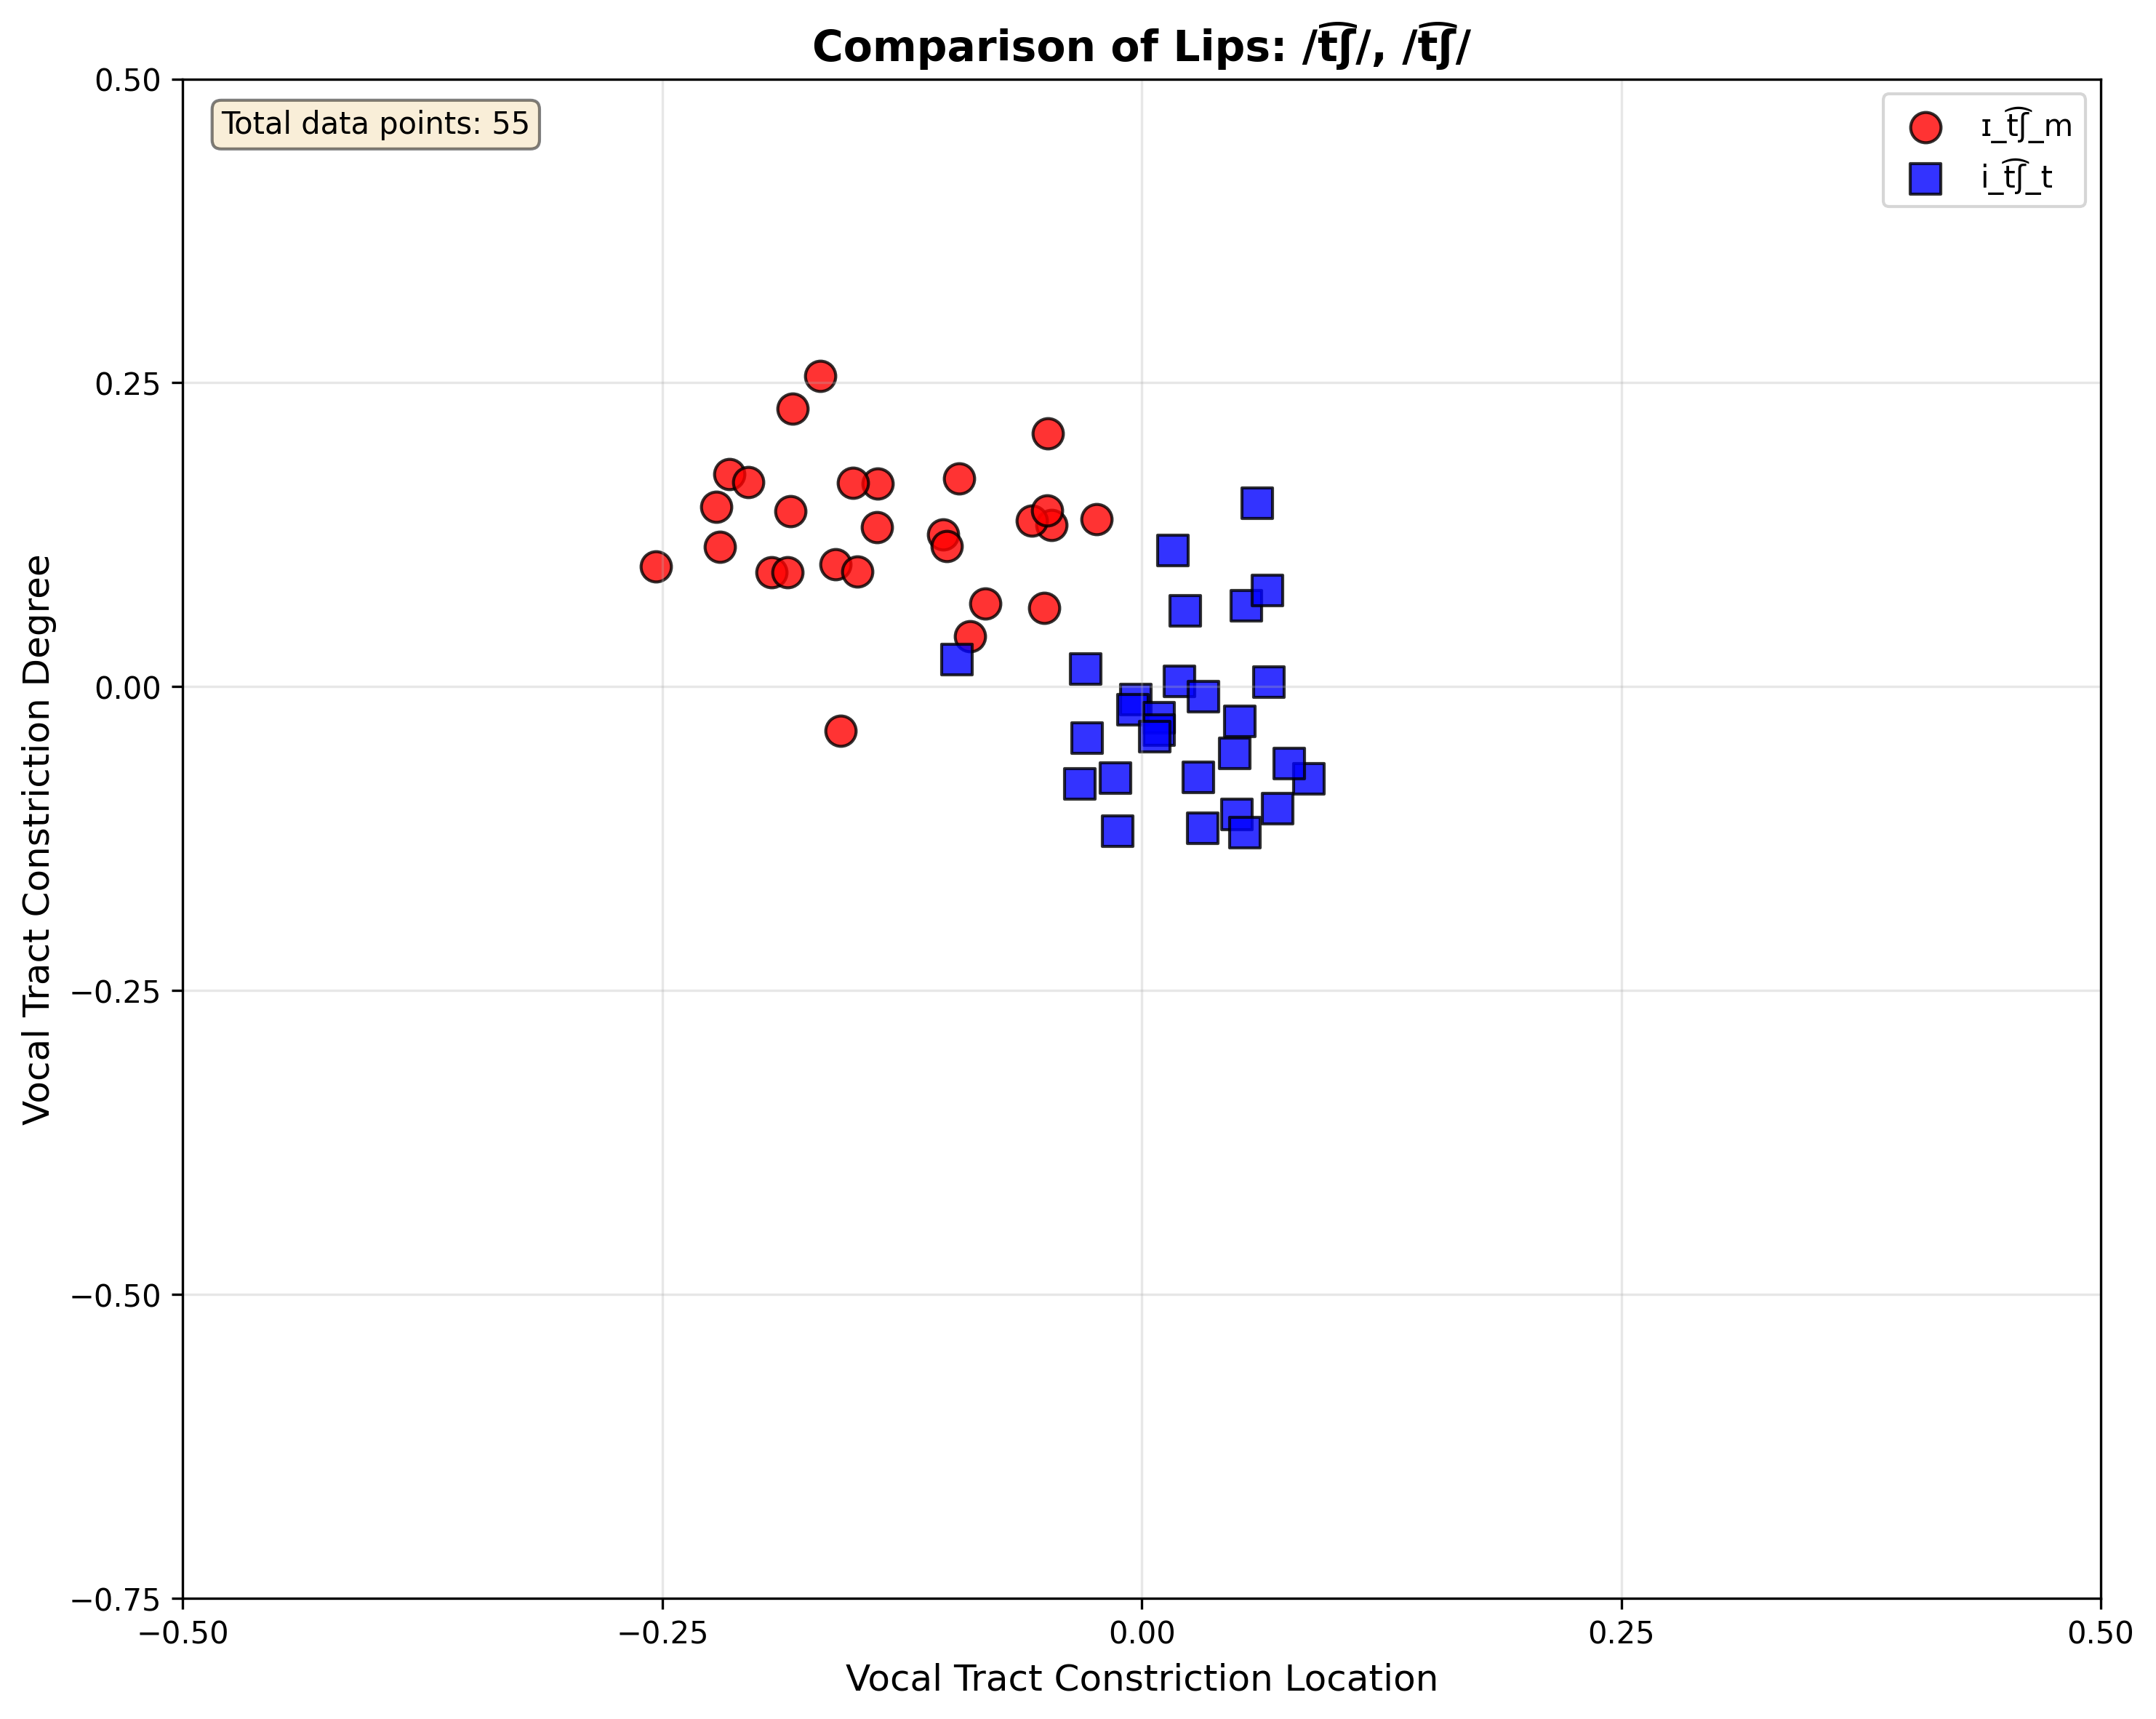 Comparison of Lips: /t͡ʃ/, /t͡ʃ/
Total data points: 55
ɪ_t͡ʃ_m
i_t͡ʃ_t
Vocal Tract Constriction Degree
0.50
0.25
0.00
−0.25
−0.50
−0.75
−0.50
−0.25
0.00
0.25
0.50
Vocal Tract Constriction Location